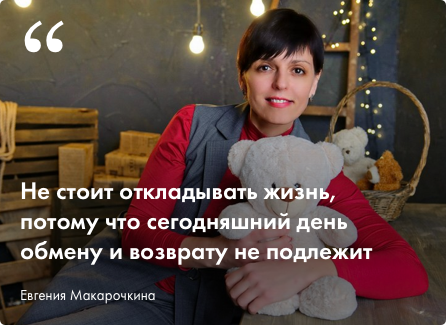 “
Не стоит откладывать жизнь,
потому что сегодняшний день
обмену и возврату не подлежит
Евгения Макарочкина